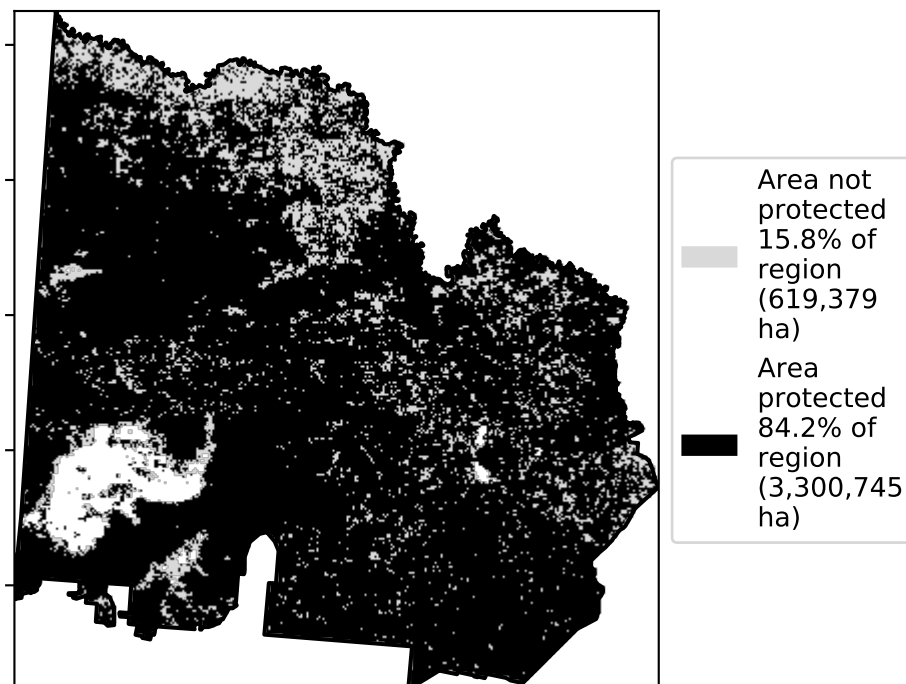 Area not
protected
15.8% of
region
(619,379
ha)
Area
protected
84.2% of
region
(3,300,745
ha)